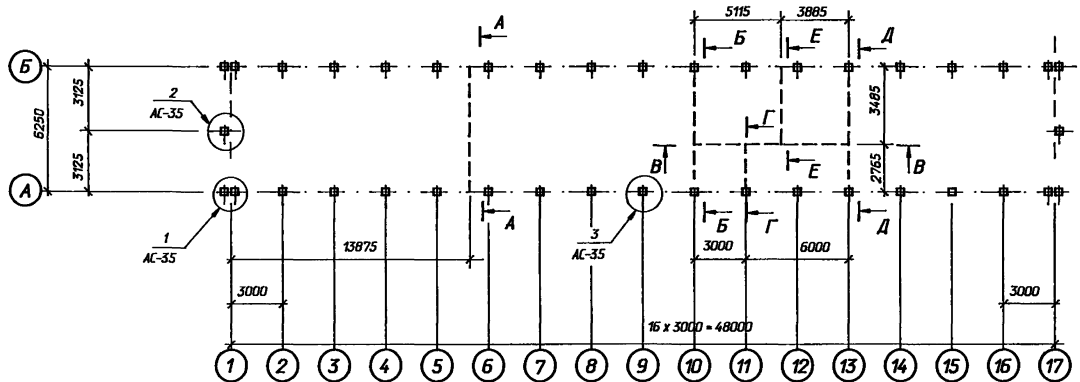 5115
3885
А
Б
Е
Д
Б
3125
6250
3125
А
2
АС-35
Г
3485
В
В
Е
2765
1
АС-35
А
3
АС-35
Б
Г
Д
13875
3000
6000
3000
3000
16 x 3000 = 48000
1 2 3 4 5 6 7 8 9 10 11 12 13 14 15 16 17